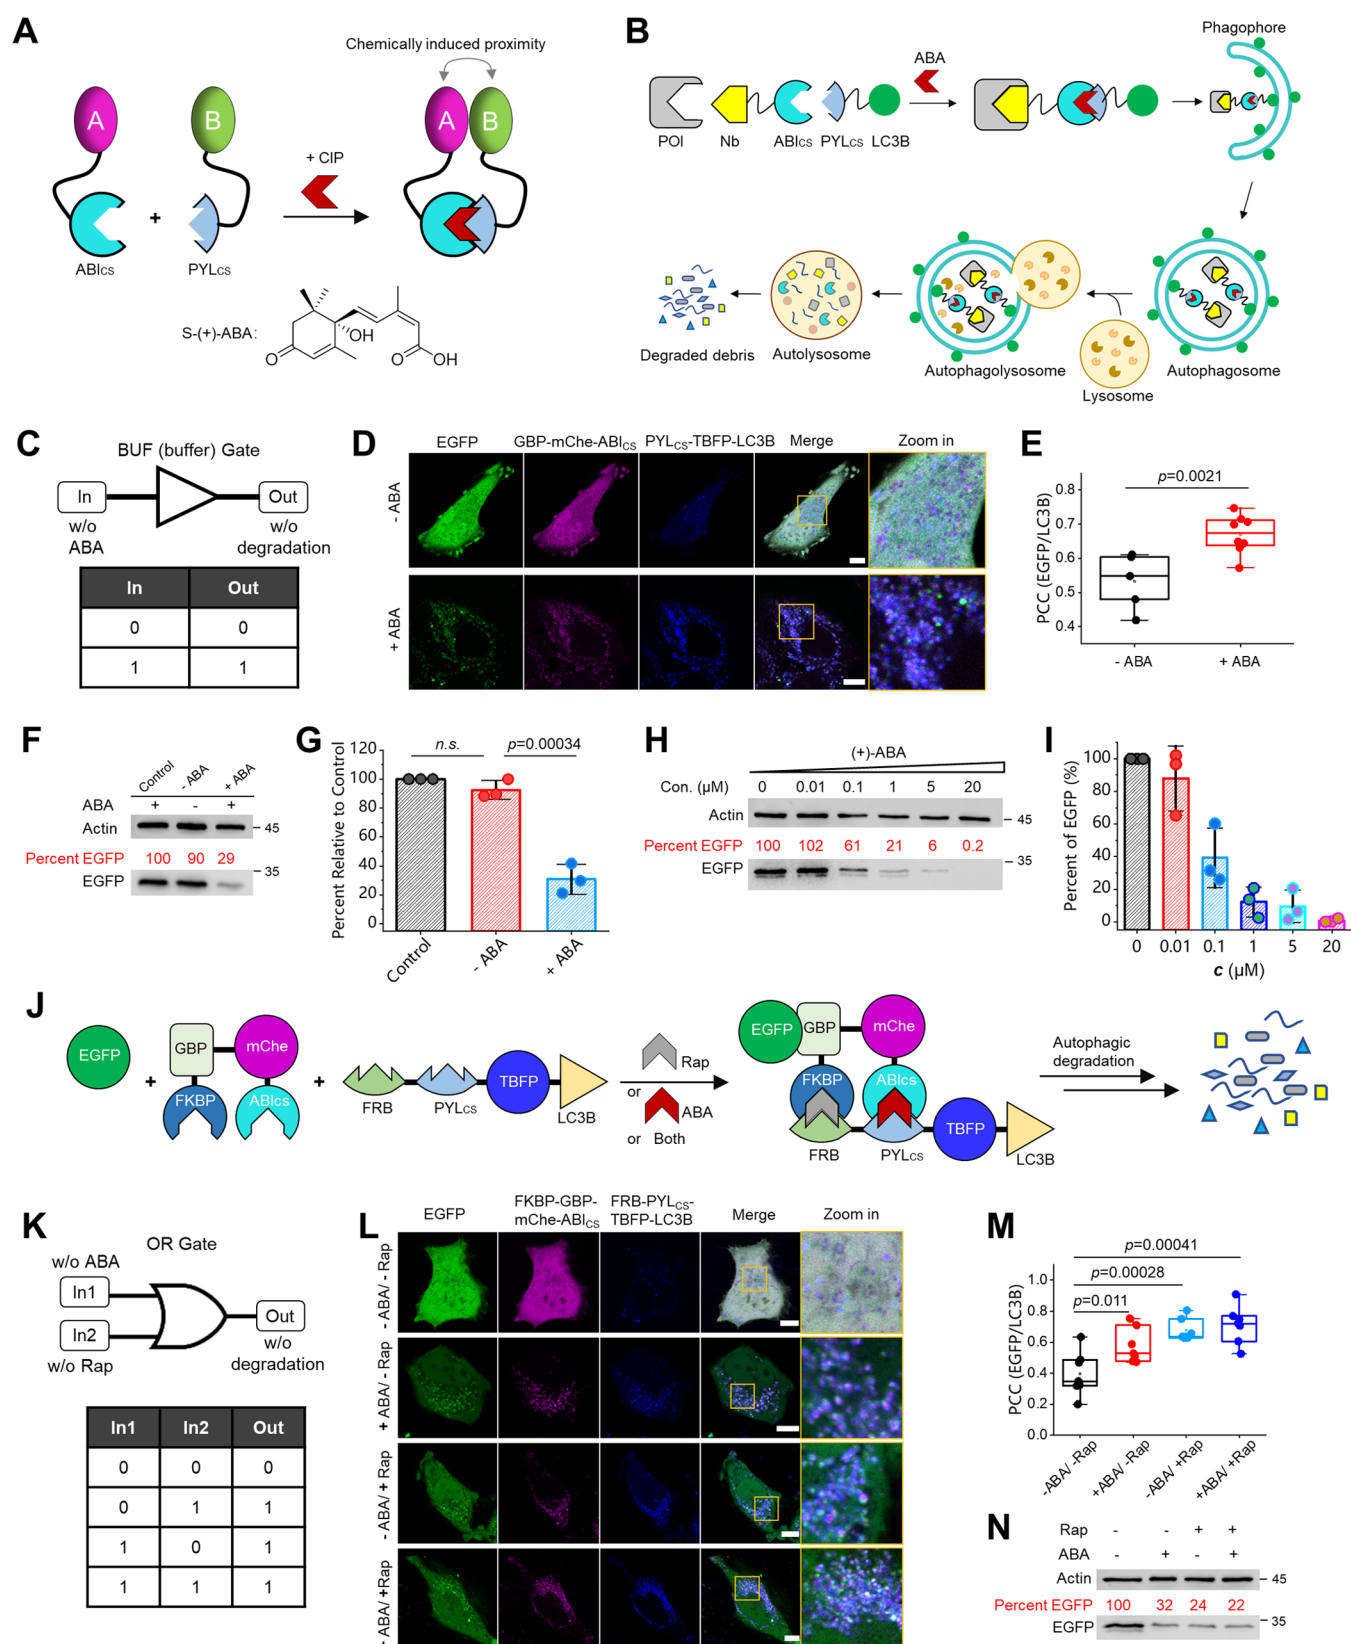 A
Chemically induced proximity
A
B
A
B
+ CIP
+
ABICS
PYLCS
S-(+)-ABA:
OH
O
O
OH
B
Phagophore
ABA
POI
Nb
ABICS
PYLCS
LC3B
Degraded debris
Autolysosome
Autophagolysosome
Lysosome
Autophagosome
C
BUF (buffer) Gate
In
Out
w/o
ABA
w/o
degradation
In Out
0 0
1 1
D
EGFP
GBP-mChe-ABICS
PYLCS-TBFP-LC3B
Merge
Zoom in
- ABA
+ ABA
E
p=0.0021
PCC (EGFP/LC3B)
0.8
0.7
0.6
0.5
0.4
- ABA
+ ABA
F
Control
- ABA
+ ABA
ABA + - +
Actin
45
Percent EGFP 100 90 29
35
EGFP
G
n.s.
p=0.00034
Percent Relative to Control
120
100
80
60
40
20
0
Control
- ABA
+ ABA
H
(+)-ABA
Con. (µM) 0 0.01 0.1 1 5 20
Actin
45
Percent EGFP 100 102 61 21 6 0.2
35
EGFP
I
Percent of EGFP (%)
100
80
60
40
20
0
0 0.01 0.1 1 5 20
c (µM)
J
EGFP
+
GBP
mChe
FKBP
ABIcs
+
FRB
PYLCS
TBFP
LC3B
Rap
or
ABA
or Both
EGFP
GBP
mChe
FKBP
ABIcs
FRB
PYLCS
TBFP
LC3B
Autophagic
degradation
K
OR Gate
w/o ABA
In1
In2
w/o Rap
Out
w/o
degradation
In1 In2 Out
0 0 0
0 1 1
1 0 1
1 1 1
L
EGFP
FKBP-GBP-
mChe-ABICS
FRB-PYLCS-
TBFP-LC3B
Merge
Zoom in
- ABA/ - Rap
+ ABA/ - Rap
- ABA/ + Rap
- ABA/ +Rap
M
p=0.00041
p=0.00028
p=0.011
PCC (EGFP/LC3B)
1.0
0.8
0.6
0.4
0.2
0.0
-ABA/ -Rap
+ABA/ -Rap
-ABA/ +Rap
+ABA/ +Rap
N
Rap - - + +
ABA - + - +
Actin
45
Percent EGFP 100 32 24 22
EGFP
35